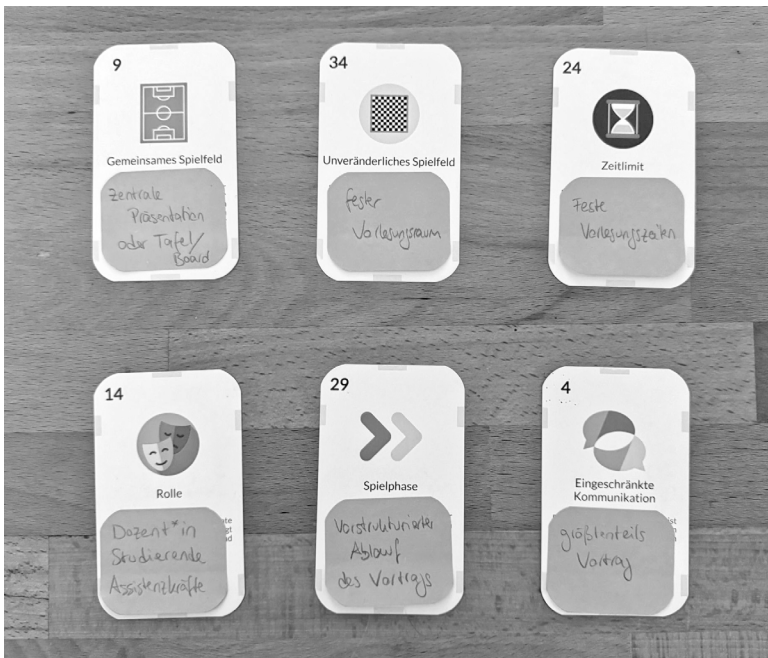 9
Gemeinsames Spielfeld
Zentrale
Präsentation
oder Tafel/
Board
34
Unveränderliches Spielfeld
fester
Vorlesungsraum
24
Zeitlimit
Feste
Vorlesungszeiten
14
Rolle
Dozent*in
Studierende
Assistenzkräfte
29
Spielphase
Vorstrukturierter
Ablauf
des Vortrags
4
Eingeschränkte
Kommunikation
größtenteils
Vortrag